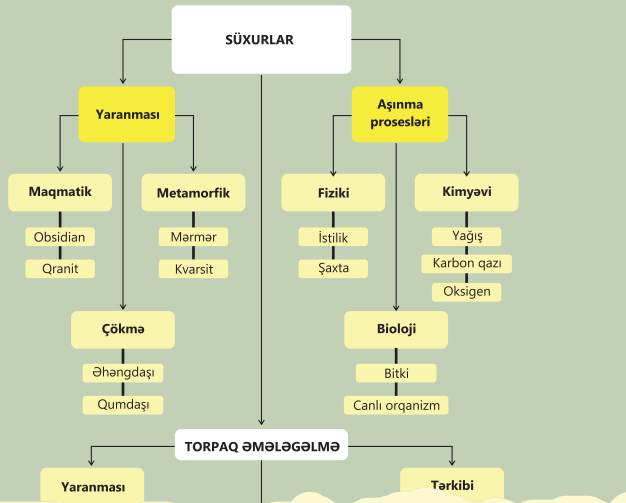 SÜXURLAR
Yaranması
Aşınma
prosesləri
Maqmatik
Metamorfik
Fiziki
Kimyəvi
Obsidian
Mərmər
İstilik
Yağış
Qranit
Kvarsit
Şaxta
Karbon qazı
Oksigen
Çökmə
Bioloji
Əhəngdaşı
Bitki
Qumdaşı
Canlı orqanizm
TORPAQ ƏMƏLƏGƏLMƏ
Yaranması
Tərkibi